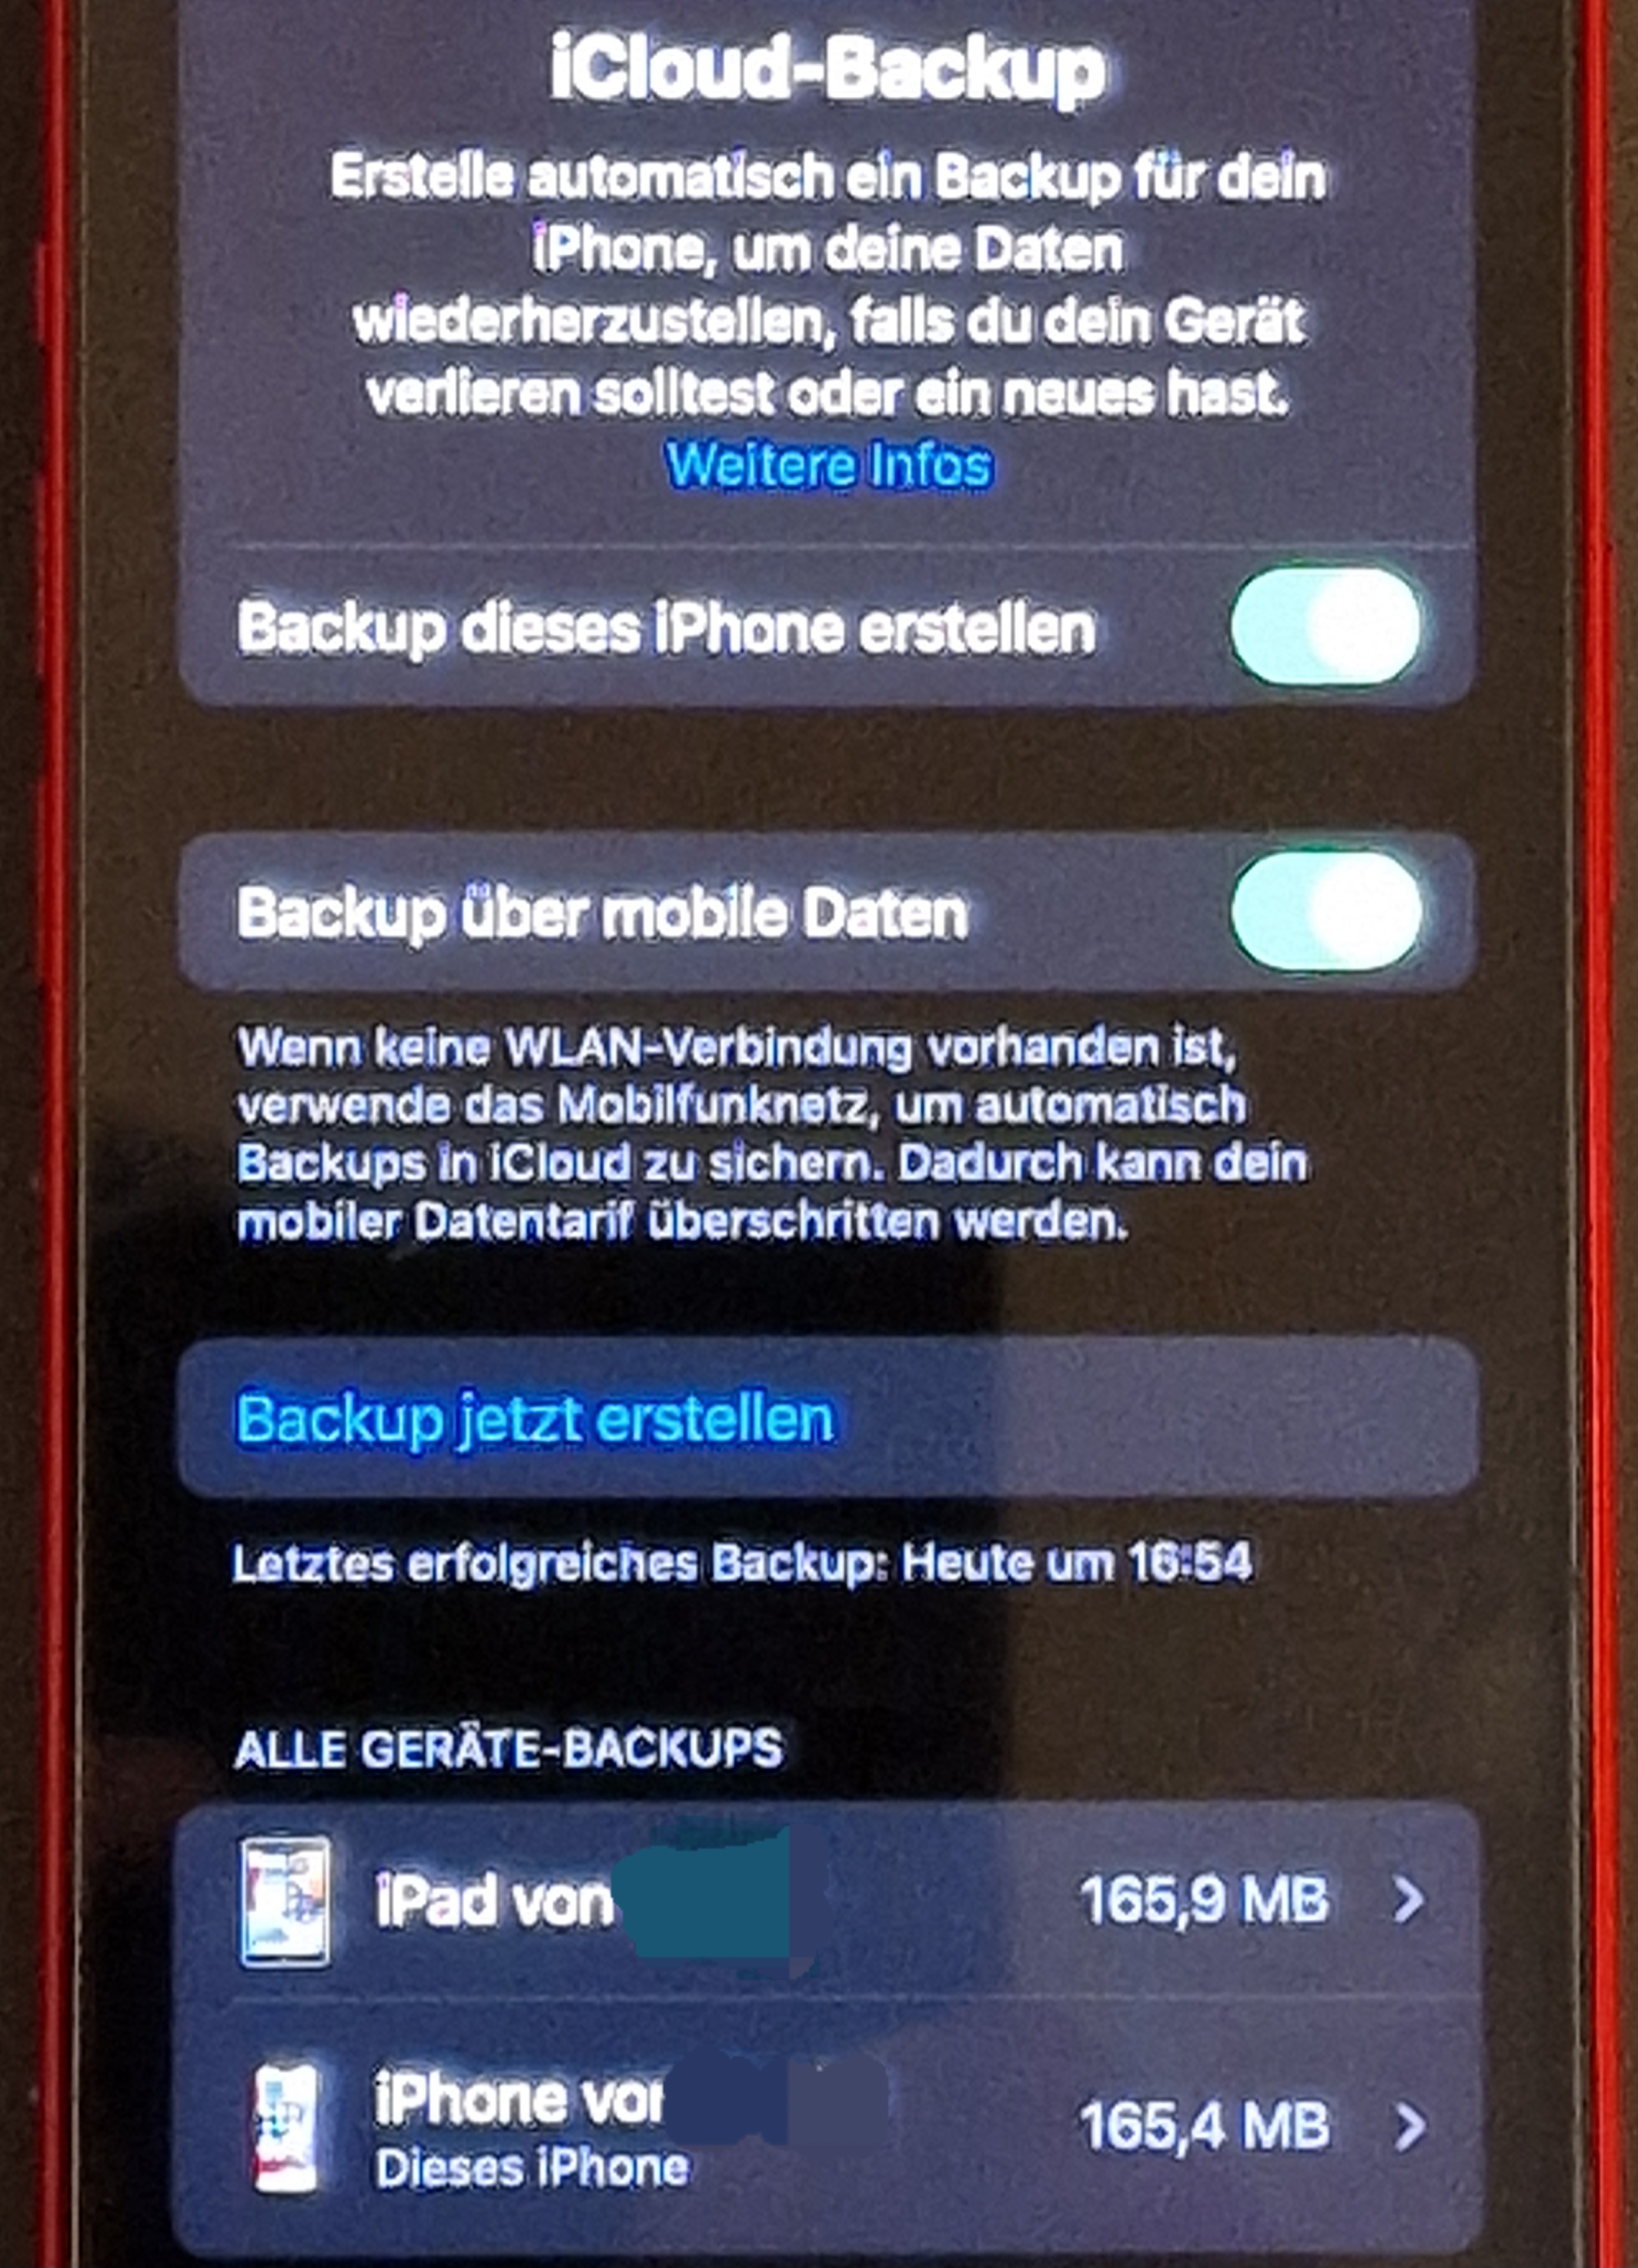 iCloud-Backup
Erstelle automatisch ein Backup für dein
iPhone, um deine Daten
wiederherzustellen, falls du dein Gerät
verlieren solltest oder ein neues hast.
Weitere Infos
Backup dieses iPhone erstellen
Backup über mobile Daten
Wenn keine WLAN-Verbindung vorhanden ist,
verwende das Mobilfunknetz, um automatisch
Backups in iCloud zu sichern. Dadurch kann dein
mobiler Datentarif überschritten werden.
Backup jetzt erstellen
Letztes erfolgreiches Backup: Heute um 16:54
ALLE GERÄTE-BACKUPS
iPad von 165,9 MB
iPhone von 165,4 MB
Dieses iPhone